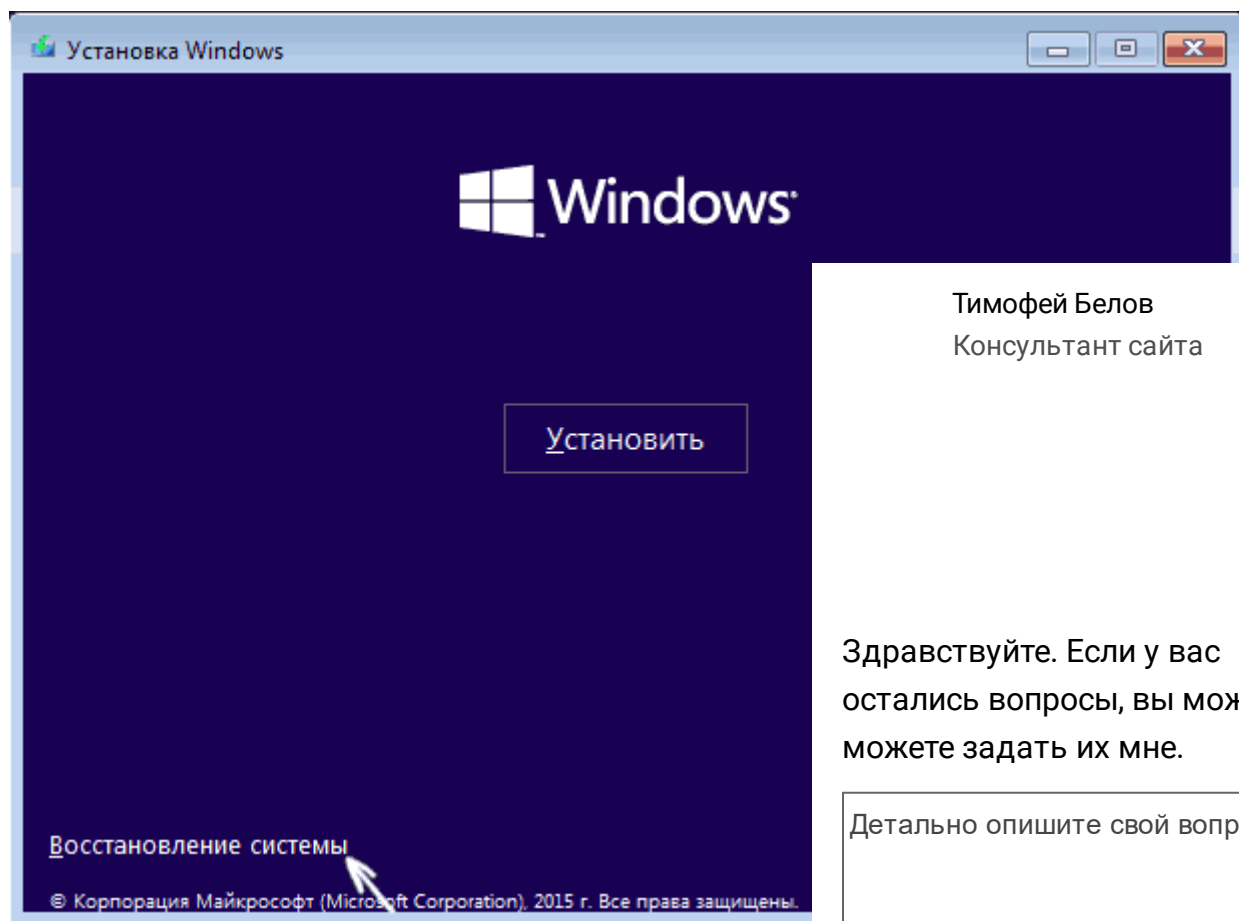 Установка Windows
Windows
Тимофей Белов
Консультант сайта
Установить
Здравствуйте. Если у вас
остались вопросы, вы мож
можете задать их мне.
Детально опишите свой вопр
Восстановление системы
© Корпорация Майкрософт (Microsoft Corporation), 2015 г. Все права защищены.